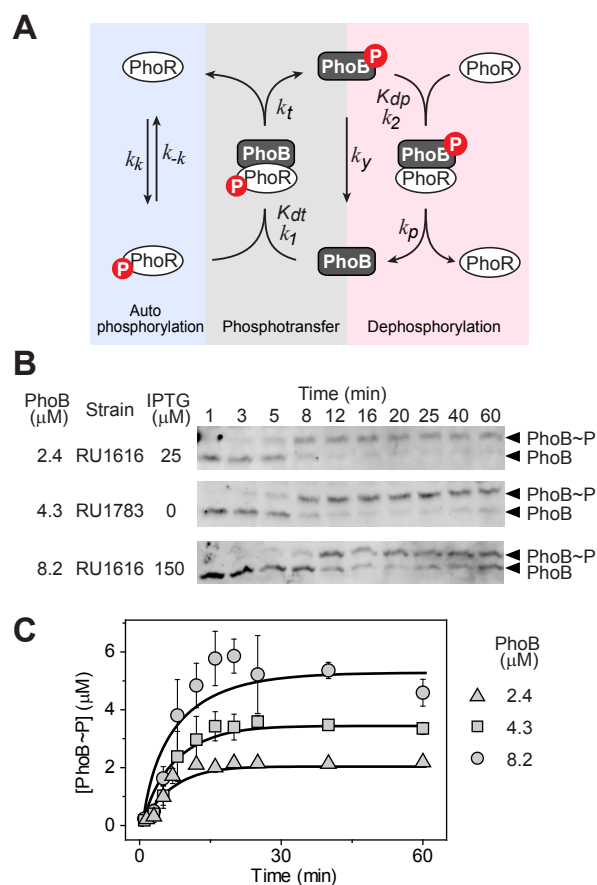 A
PhoR
PhoB P
PhoR
k_t
Kdp
k_2
k_k
k_-k
PhoB
P PhoR
k_y
PhoB P
PhoR
Kdt
k_1
k_p
P PhoR
PhoB
PhoR
Auto
phosphorylation
Phosphotransfer
Dephosphorylation
B
PhoB (μM) Strain IPTG (μM)
Time (min)
1 3 5 8 12 16 20 25 40 60
2.4 RU1616 25
PhoB~P
PhoB
4.3 RU1783 0
PhoB~P
PhoB
8.2 RU1616 150
PhoB~P
PhoB
C
[PhoB~P] (μM)
6
4
2
0
0 30 60
Time (min)
PhoB
(μM)
2.4
4.3
8.2